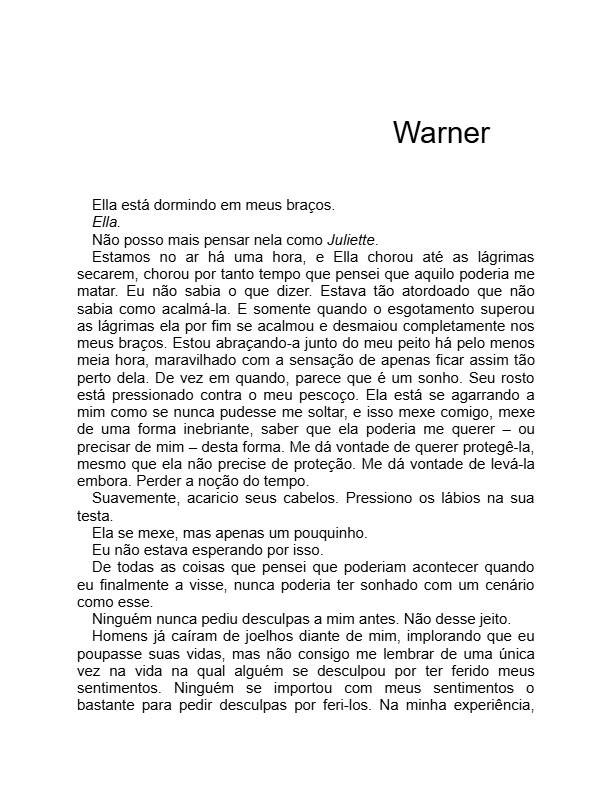 Warner
Ella está dormindo em meus braços.
Ella.
Não posso mais pensar nela como Juliette.
Estamos no ar há uma hora, e Ella chorou até as lágrimas
secarem, chorou por tanto tempo que pensei que aquilo poderia me
matar. Eu não sabia o que dizer. Estava tão atordoado que não
sabia como acalmá-la. E somente quando o esgotamento superou
as lágrimas ela por fim se acalmou e desmaiou completamente nos
meus braços. Estou abraçando-a junto do meu peito há pelo menos
meia hora, maravilhado com a sensação de apenas ficar assim tão
perto dela. De vez em quando, parece que é um sonho. Seu rosto
está pressionado contra o meu pescoço. Ela está se agarrando a
mim como se nunca pudesse me soltar, e isso mexe comigo, mexe
de uma forma inebriante, saber que ela poderia me querer – ou
precisar de mim – desta forma. Me dá vontade de querer protegê-la,
mesmo que ela não precise de proteção. Me dá vontade de levá-la
embora. Perder a noção do tempo.
Suavemente, acaricio seus cabelos. Pressiono os lábios na sua
testa.
Ela se mexe, mas apenas um pouquinho.
Eu não estava esperando por isso.
De todas as coisas que pensei que poderiam acontecer quando
eu finalmente a visse, nunca poderia ter sonhado com um cenário
como esse.
Ninguém nunca pediu desculpas a mim antes. Não desse jeito.
Homens já caíram de joelhos diante de mim, implorando que eu
poupasse suas vidas, mas não consigo me lembrar de uma única
vez na vida na qual alguém se desculpou por ter ferido meus
sentimentos. Ninguém se importou com meus sentimentos o
bastante para pedir desculpas por feri-los. Na minha experiência,